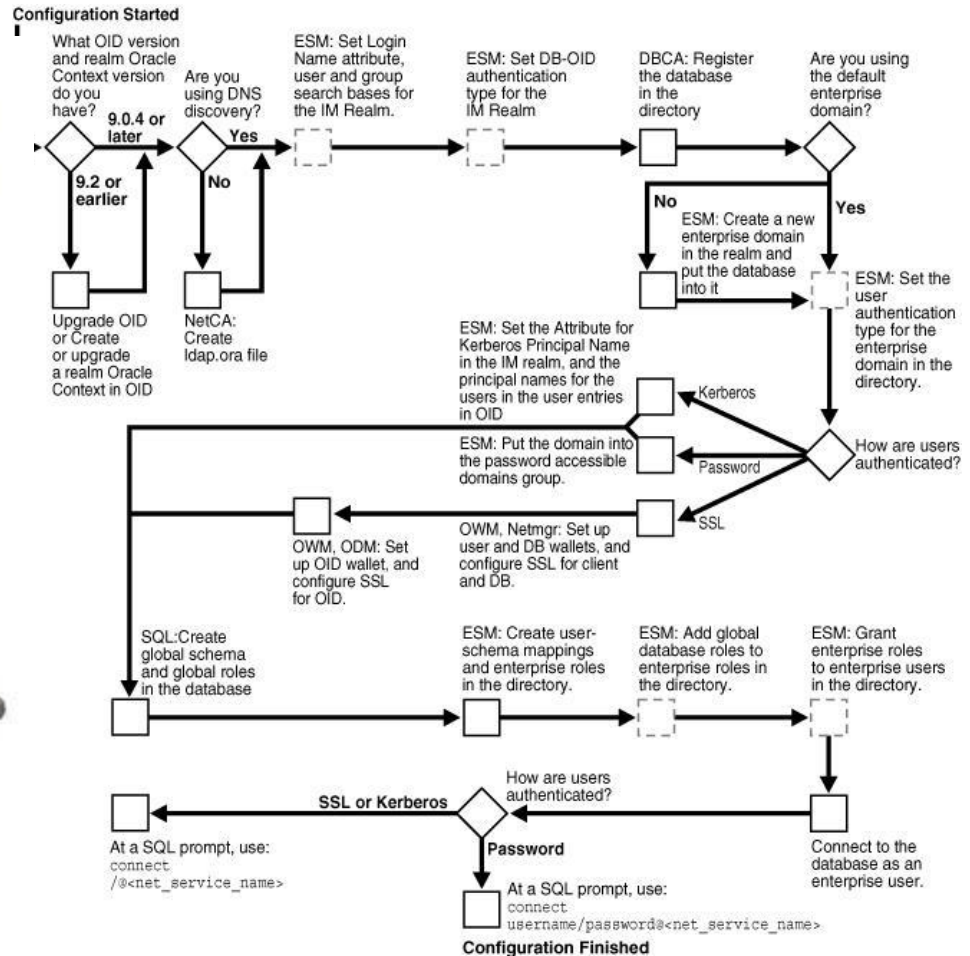 Configuration Started
What OID version
and realm Oracle
Context version
do you
have?
9.0.4 or
later
9.2 or
earlier
Upgrade OID
or Create
or upgrade
a realm Oracle
Context in OID
Are you
using DNS
discovery?
Yes
No
NetCA:
Create
ldap.ora file
ESM: Set Login
Name attribute,
user and group
search bases for
the IM Realm.
ESM: Set DB-OID
authentication
type for the
IM Realm
DBCA: Register
the database
in the
directory
Are you using
the default
enterprise
domain?
No
Yes
ESM: Create a new
enterprise domain
in the realm and
put the database
into it
ESM: Set the
user
authentication
type for the
enterprise
domain in the
directory.
How are users
authenticated?
Kerberos
Password
SSL
ESM: Set the Attribute for
Kerberos Principal Name
in the IM realm, and the
principal names for the
users in the user entries
in OID
ESM: Put the domain into
the password accessible
domains group.
OWM, Netmgr: Set up
user and DB wallets, and
configure SSL for client
and DB.
OWM, ODM: Set
up OID wallet, and
configure SSL
for OID.
SQL:Create
global schema
and global roles
in the database
ESM: Create user-
schema mappings
and enterprise roles
in the directory.
ESM: Add global
database roles to
enterprise roles in
the directory.
ESM: Grant
enterprise roles
to enterprise users
in the directory.
Connect to the
database as an
enterprise user.
How are users
authenticated?
SSL or Kerberos
Password
At a SQL prompt, use:
connect
/@<net_service_name>
At a SQL prompt, use:
connect
username/password@<net_service_name>
Configuration Finished